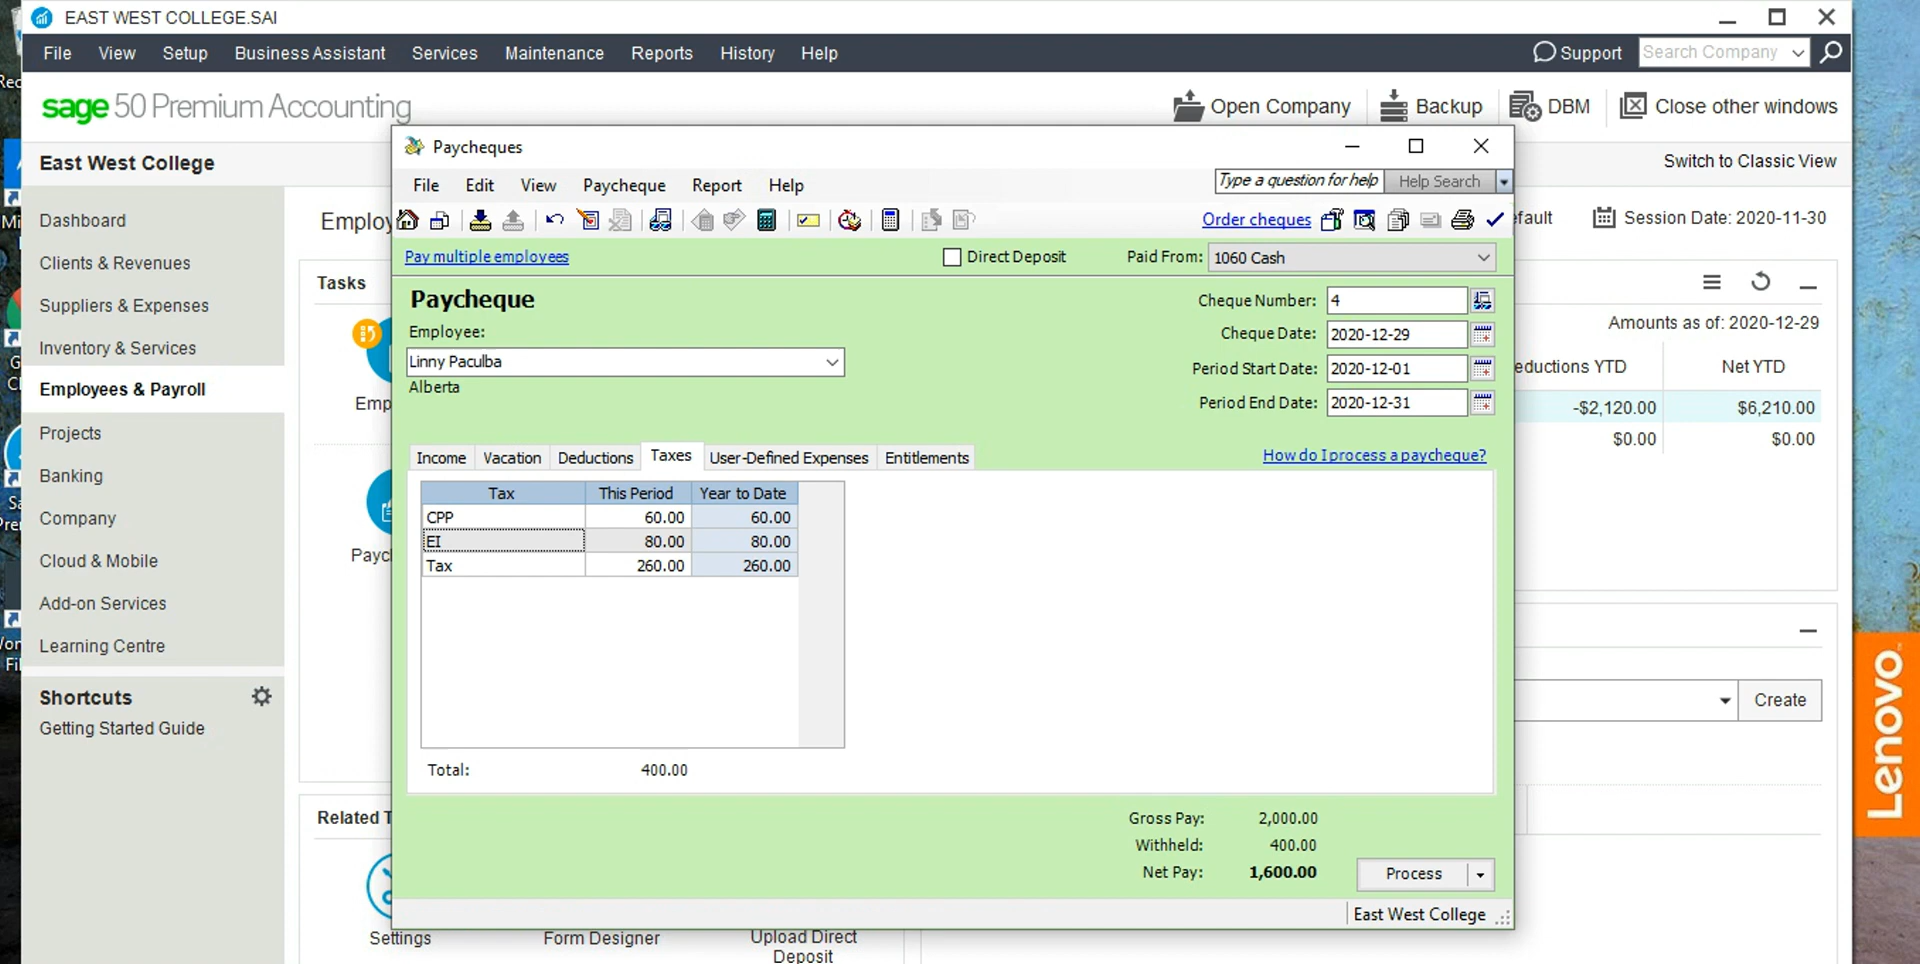 EAST WEST COLLEGE.SAI
File View Setup Business Assistant Services Maintenance Reports History Help
Support Search Company
sage 50 Premium Accounting
Open Company Backup DBM Close other windows
East West College
Switch to Classic View
Dashboard
Clients & Revenues
Suppliers & Expenses
Inventory & Services
Employees & Payroll
Projects
Banking
Company
Cloud & Mobile
Add-on Services
Learning Centre
Shortcuts
Getting Started Guide
Employ
efault Session Date: 2020-11-30
Tasks
Emp
Paych
Related T
Settings Form Designer Upload Direct
Deposit
Amounts as of: 2020-12-29
eductions YTD Net YTD
-$2,120.00 $6,210.00
$0.00 $0.00
Create
Paycheques
File Edit View Paycheque Report Help
Type a question for help Help Search
Order cheques
Pay multiple employees Direct Deposit Paid From: 1060 Cash
Paycheque
Employee:
Linny Paculba
Alberta
Cheque Number: 4
Cheque Date: 2020-12-29
Period Start Date: 2020-12-01
Period End Date: 2020-12-31
Income Vacation Deductions Taxes User-Defined Expenses Entitlements
How do I process a paycheque?
Tax This Period Year to Date
CPP 60.00 60.00
EI 80.00 80.00
Tax 260.00 260.00
Total: 400.00
Gross Pay: 2,000.00
Withheld: 400.00
Net Pay: 1,600.00
Process
East West College
Lenovo